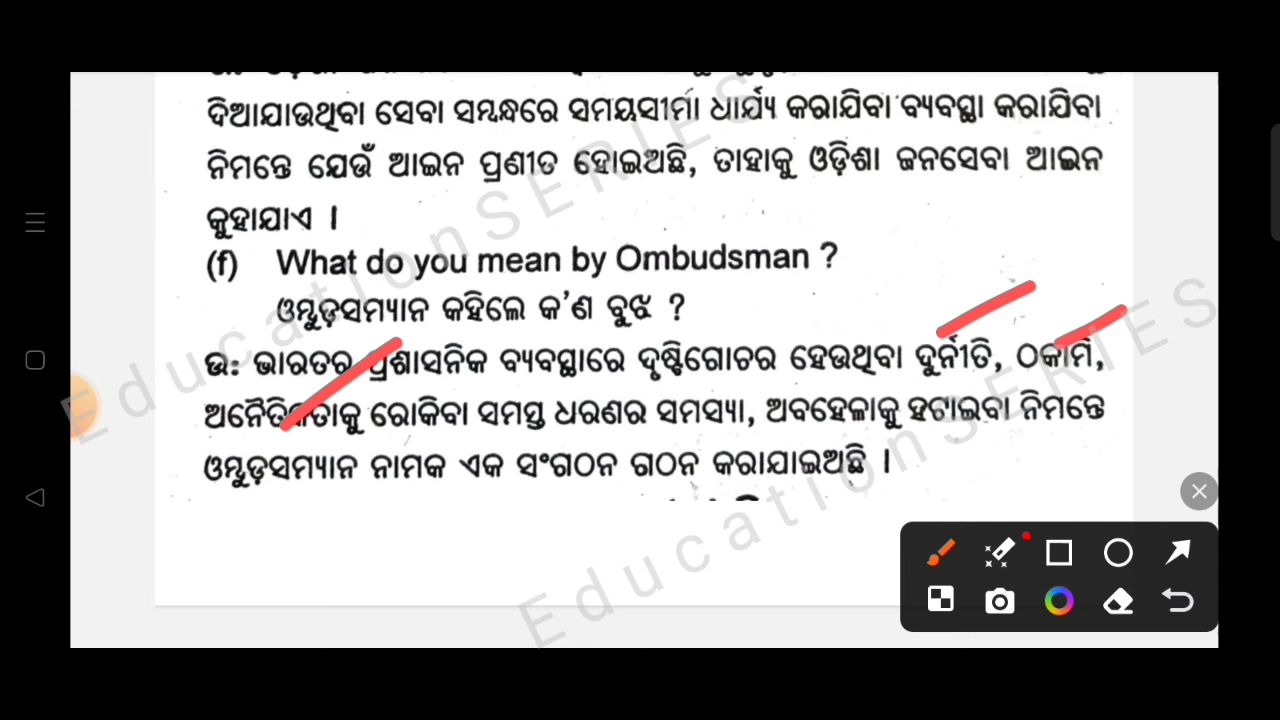 ଦିଆଯାଉଥିବା ସେବା ସମ୍ବନ୍ଧରେ ସମୟସୀମା ଧାର୍ଯ୍ୟ କରାଯିବା ବ୍ୟବସ୍ଥା କରାଯିବା
ନିମନ୍ତେ ଯେଉଁ ଆଇନ ପ୍ରଣୀତ ହୋଇଅଛି, ତାହାକୁ ଓଡ଼ିଶା ଜନସେବା ଆଇନ
କୁହାଯାଏ ।
(f) What do you mean by Ombudsman ?
ଓମ୍ବୁଡ଼ସମ୍ୟାନ କହିଲେ କ'ଣ ବୁଝ ?
ଉଃ ଭାରତର ପ୍ରଶାସନିକ ବ୍ୟବସ୍ଥାରେ ଦୃଷ୍ଟିଗୋଚର ହେଉଥିବା ଦୁର୍ନୀତି, ଠକାମି,
ଅନୈତିକତାକୁ ରୋକିବା ସମସ୍ତ ଧରଣର ସମସ୍ୟା, ଅବହେଳାକୁ ହଟାଇବା ନିମନ୍ତେ
ଓମ୍ବୁଡ଼ସମ୍ୟାନ ନାମକ ଏକ ସଂଗଠନ ଗଠନ କରାଯାଇଅଛି ।
EducationSERIES
EducationSERIES